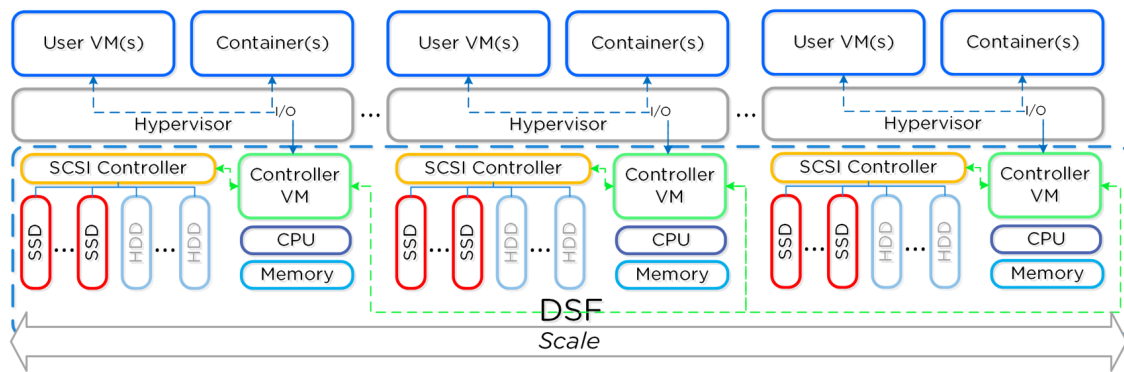 User VM(s) Container(s) User VM(s) Container(s) User VM(s) Container(s)
I/O ... I/O ... I/O
Hypervisor Hypervisor Hypervisor
SCSI Controller Controller VM SCSI Controller Controller VM SCSI Controller Controller VM
SSD ... SSD HDD ... HDD SSD ... SSD HDD ... HDD SSD ... SSD HDD ... HDD
CPU CPU CPU
Memory Memory Memory
DSF
Scale